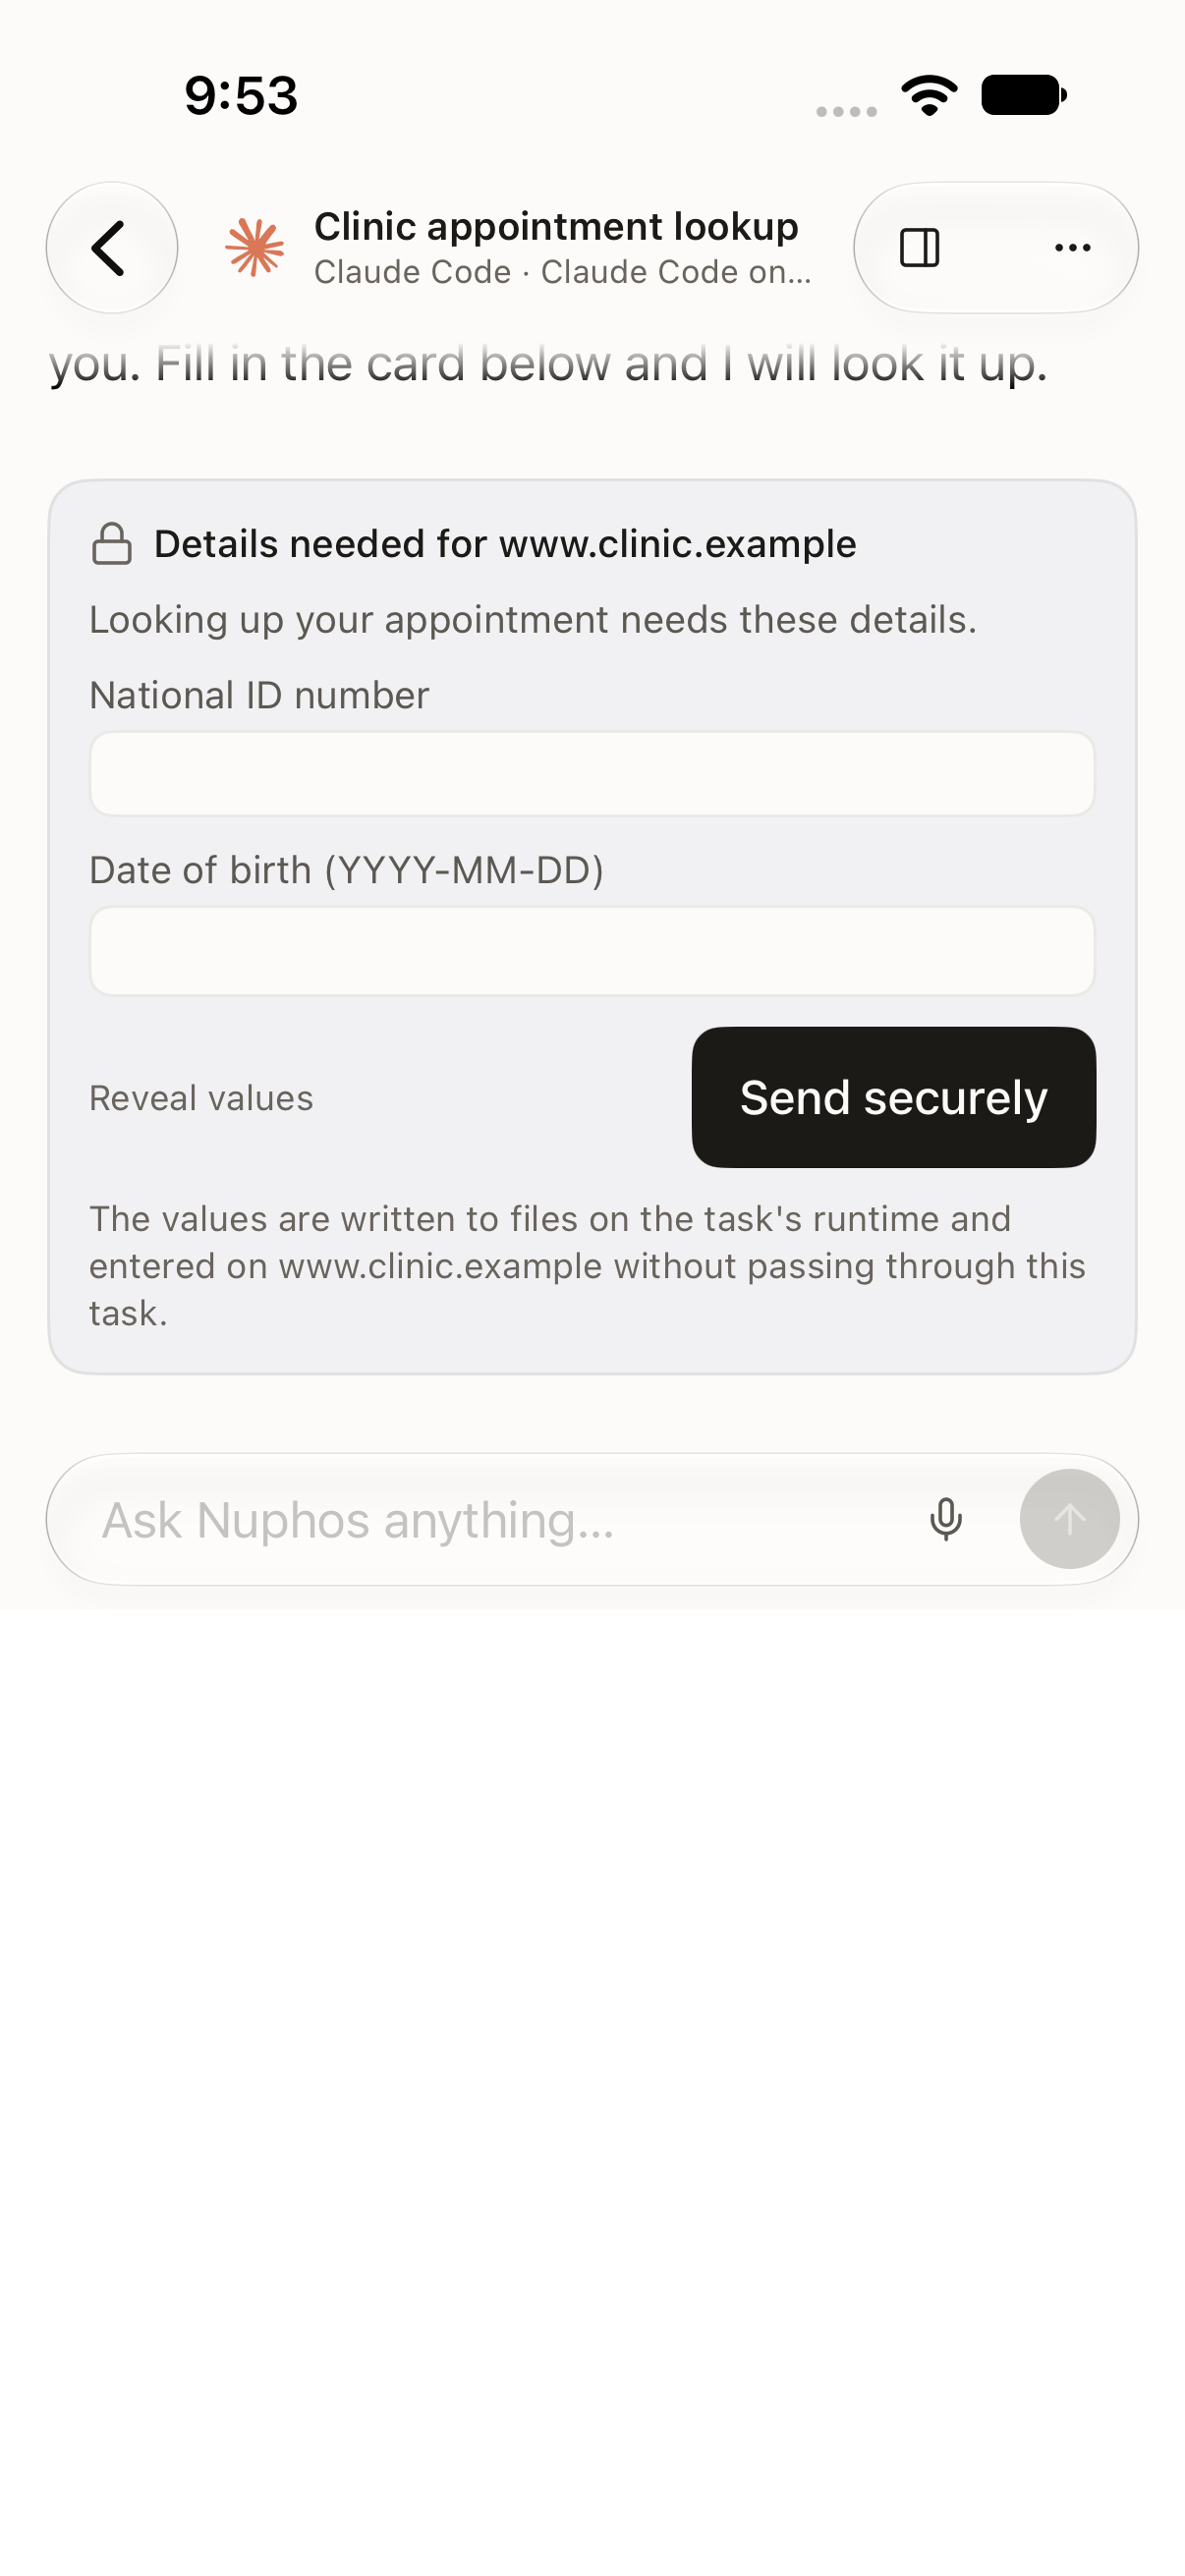 9:53
Clinic appointment lookup
Claude Code · Claude Code on...
you. Fill in the card below and I will look it up.
Details needed for www.clinic.example
Looking up your appointment needs these details.
National ID number
Date of birth (YYYY-MM-DD)
Reveal values
Send securely
The values are written to files on the task's runtime and
entered on www.clinic.example without passing through this
task.
Ask Nuphos anything...